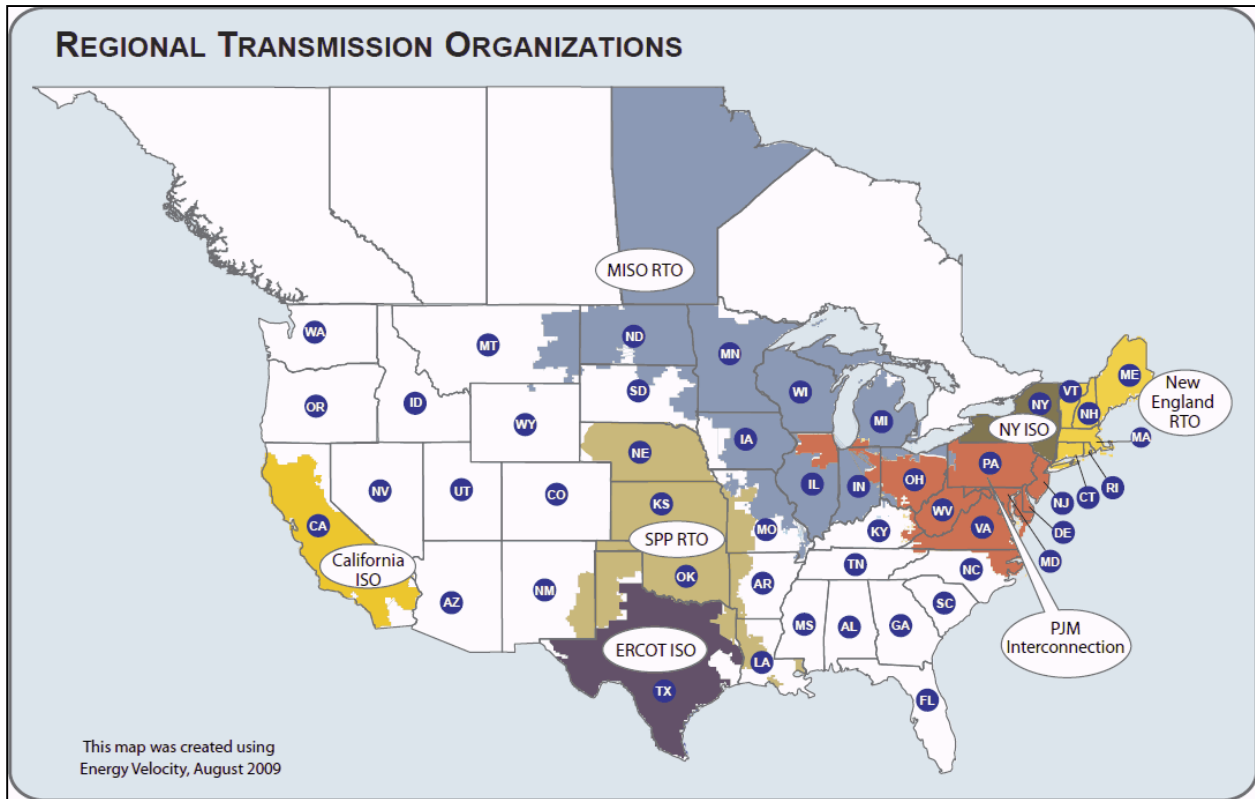 REGIONAL TRANSMISSION ORGANIZATIONS
MISO RTO
WA
MT
ND
MN
OR
ID
SD
WI
WY
MI
IA
NY
VT
NH
ME
New
England
RTO
NY ISO
MA
NE
PA
NV
UT
CO
IL
IN
OH
NJ
CT
RI
CA
KS
MO
KY
WV
VA
DE
MD
California
ISO
SPP RTO
AZ
NM
OK
AR
TN
NC
SC
MS
AL
GA
PJM
Interconnection
ERCOT ISO
LA
TX
FL
This map was created using
Energy Velocity, August 2009